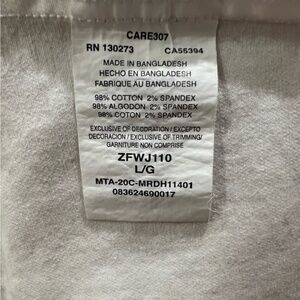 CARE307
RN 130273 CA55394
MADE IN BANGLADESH
HECHO EN BANGLADESH
FABRIQUE AU BANGLADESH
98% COTTON 2% SPANDEX
98% ALGODON 2% SPANDEX
98% COTON 2% SPANDEX
EXCLUSIVE OF DECORATION / EXCEPTO
DECORACION / EXCLUSIVE OF TRIMMING/
GARNITURE NON COMPRISE
ZFWJ110
L/G
MTA-20C-MRDH11401
083624690017